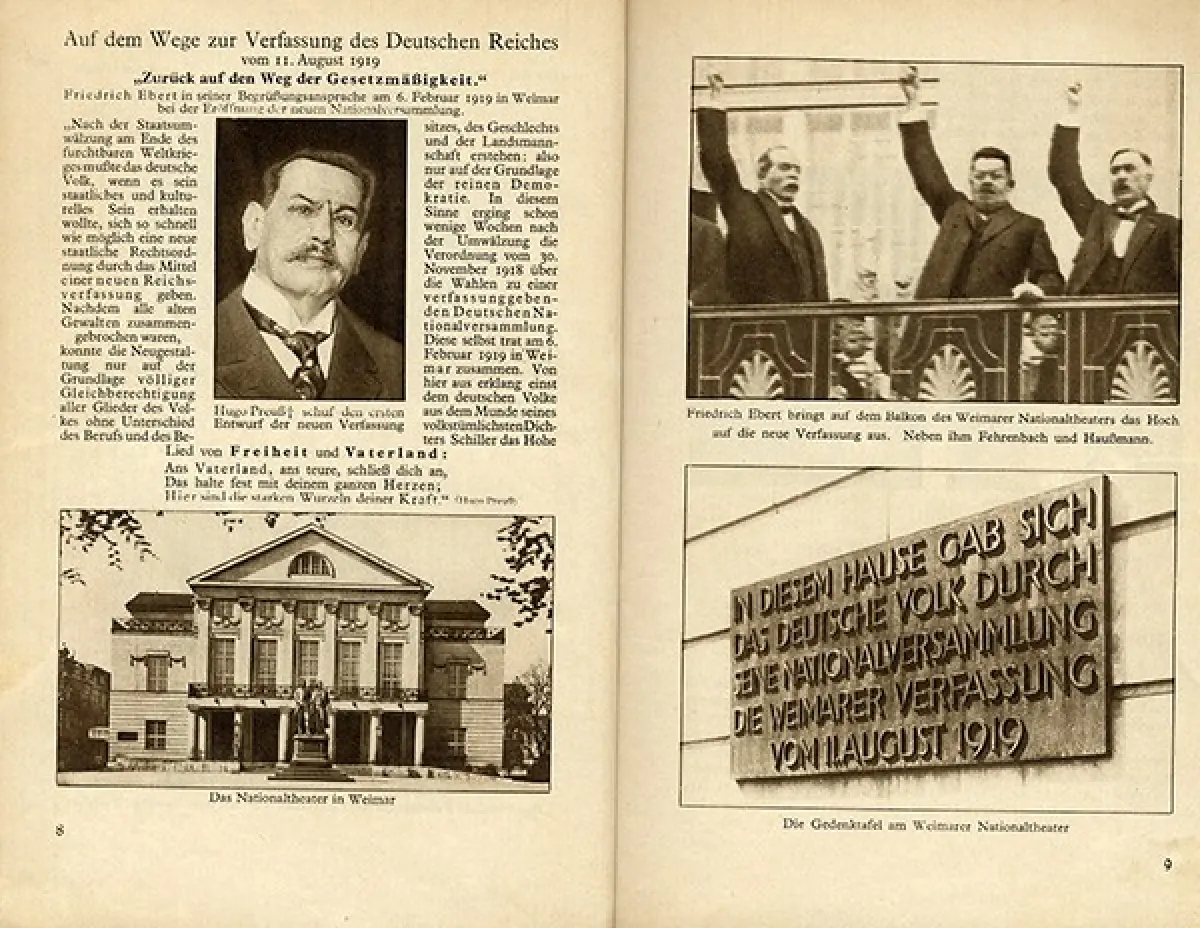 Auf dem Wege zur Verfassung des Deutschen Reiches
vom 11. August 1919
„Zurück auf den Weg der Gesetzmäßigkeit.“
Friedrich Ebert in seiner Begrüßungsansprache am 6. Februar 1919 in Weimar
bei der Eröffnung der neuen Nationalversammlung.
„Nach der Staatsum-
wälzung am Ende des
furchtbaren Weltkrie-
ges mußte das deutsche
Volk, wenn es sein
staatliches und kultu-
relles Sein erhalten
wollte, sich so schnell
wie möglich eine neue
staatliche Rechtsord-
nung durch das Mittel
einer neuen Reichs-
verfassung geben.
Nachdem alle alten
Gewalten zusammen-
gebrochen waren,
konnte die Neugestal-
tung nur auf der
Grundlage völliger
Gleichberechtigung
aller Glieder des Vol-
kes ohne Unterschied
des Berufs und des Be-
Hugo Preuß† schuf den ersten
Entwurf der neuen Verfassung
sitzes, des Geschlechts
und der Landsmann-
schaft erstehen: also
nur auf der Grundlage
der reinen Demo-
kratie. In diesem
Sinne erging schon
wenige Wochen nach
der Umwälzung die
Verordnung vom 30.
November 1918 über
die Wahlen zu einer
verfassunggeben-
den Deutschen Na-
tionalversammlung.
Diese selbst trat am 6.
Februar 1919 in Wei-
mar zusammen. Von
hier aus erklang einst
dem deutschen Volke
aus dem Munde seines
volkstümlichsten Dich-
ters Schiller das Hohe
Lied von Freiheit und Vaterland:
Ans Vaterland, ans teure, schließ dich an,
Das halte fest mit deinem ganzen Herzen;
Hier sind die starken Wurzeln deiner Kraft.“ (Hugo Preuß)
Das Nationaltheater in Weimar
8
Friedrich Ebert bringt auf dem Balkon des Weimarer Nationaltheaters das Hoch
auf die neue Verfassung aus. Neben ihm Fehrenbach und Haußmann.
IN DIESEM HAUSE GAB SICH
DAS DEUTSCHE VOLK DURCH
SEINE NATIONALVERSAMMLUNG
DIE WEIMARER VERFASSUNG
VOM 11. AUGUST 1919
Die Gedenktafel am Weimarer Nationaltheater
9